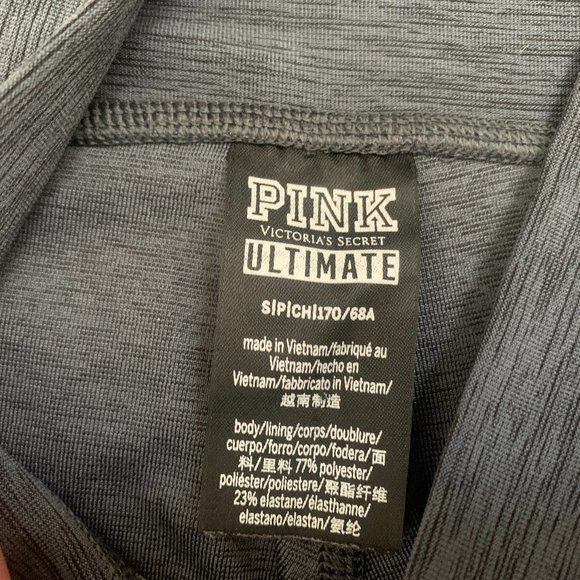 PINK
VICTORIA'S SECRET
ULTIMATE
S|P|CH|170/68A
made in Vietnam/fabriqué au
Vietnam/hecho en
Vietnam/fabbricato in Vietnam/
越南制造
body/lining/corps/doublure/
cuerpo/forro/corpo/fodera/面
料/里料 77% polyester/
poliéster/poliestere/聚酯纤维
23% elastane/élasthanne/
elastano/elastan/氨纶